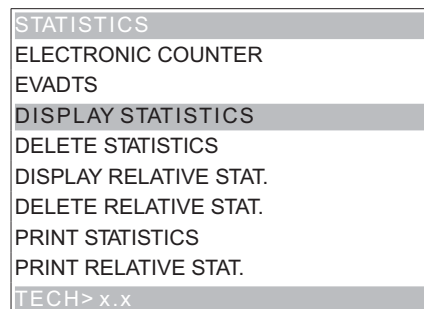 STATISTICS
ELECTRONIC COUNTER
EVADTS
DISPLAY STATISTICS
DELETE STATISTICS
DISPLAY RELATIVE STAT.
DELETE RELATIVE STAT.
PRINT STATISTICS
PRINT RELATIVE STAT.
TECH> x.x